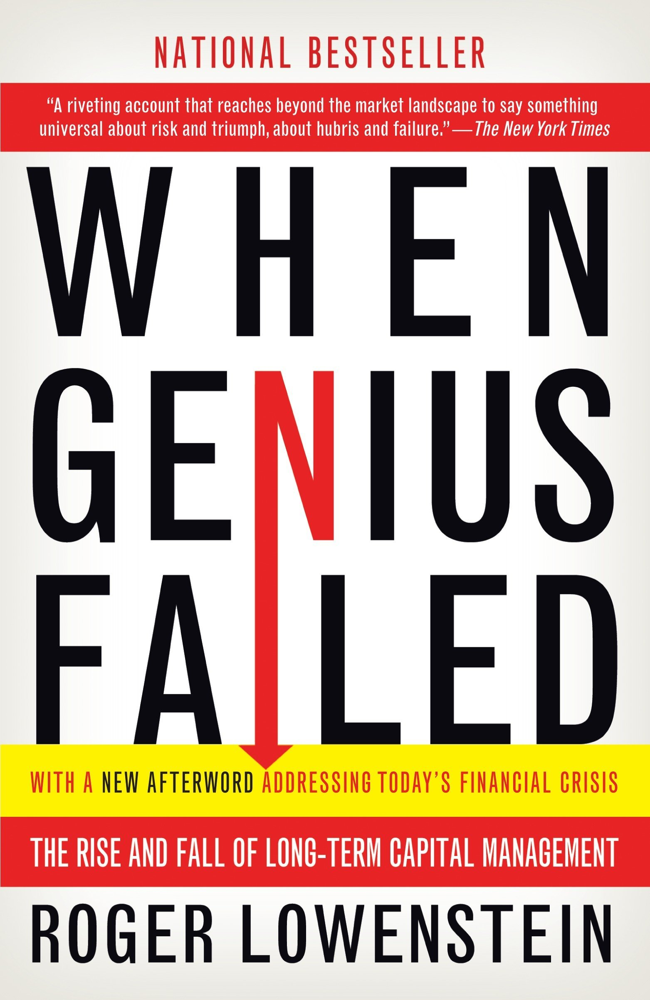 NATIONAL BESTSELLER
“A riveting account that reaches beyond the market landscape to say something
universal about risk and triumph, about hubris and failure.”—The New York Times
WHEN
GENIUS
FAILED
WITH A NEW AFTERWORD ADDRESSING TODAY’S FINANCIAL CRISIS
THE RISE AND FALL OF LONG-TERM CAPITAL MANAGEMENT
ROGER LOWENSTEIN